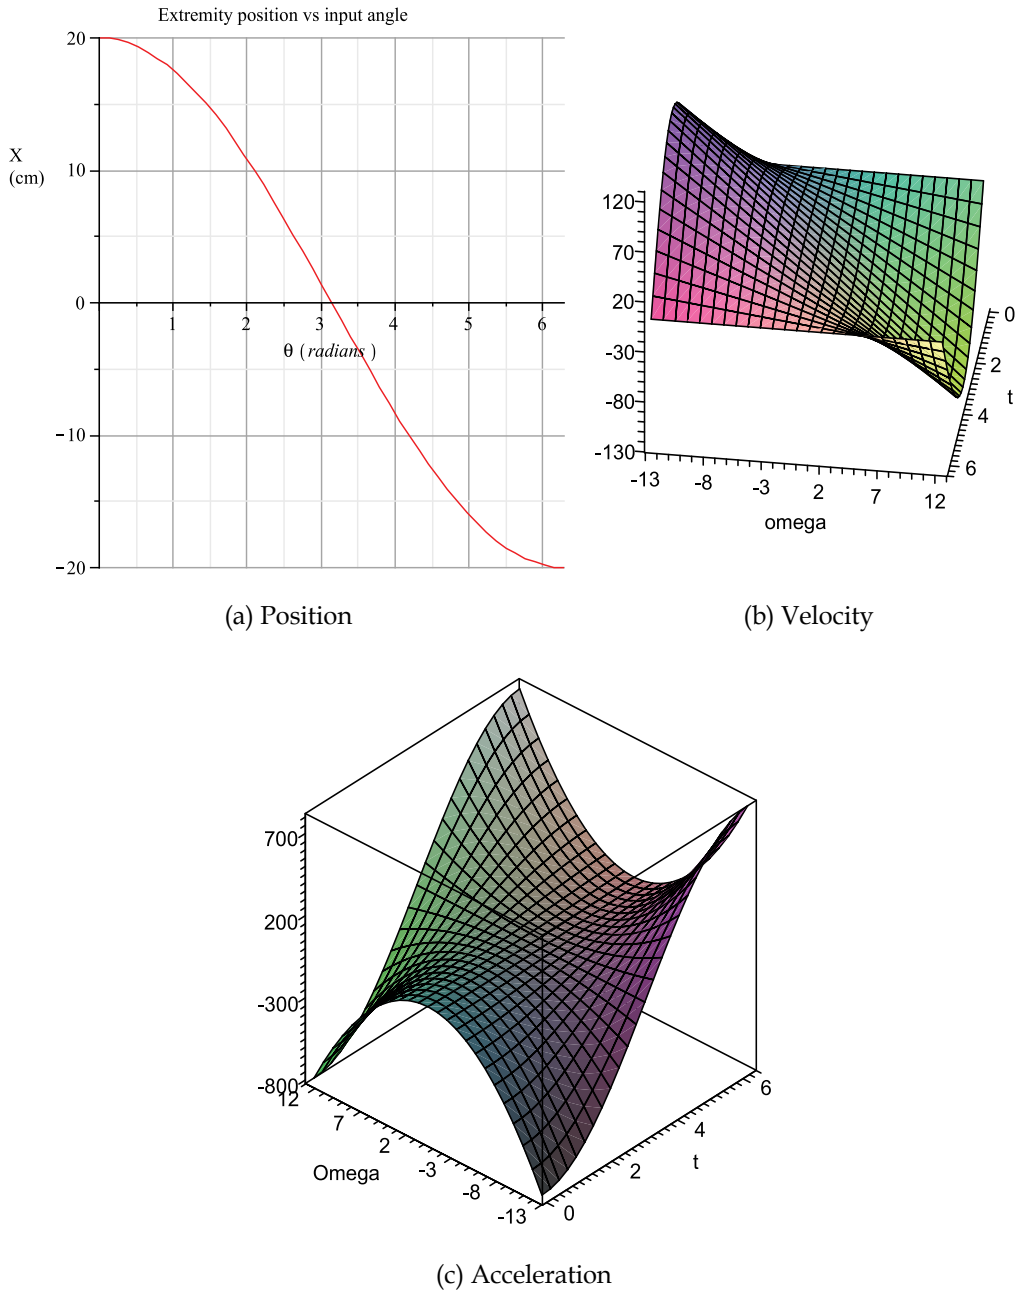 Extremity position vs input angle
20
X
(cm)
10
0
1 2 3 4 5 6
θ (radians)
−10
−20
(a) Position
120
70
20
-30
-80
-130
-13 -8 -3 2 7 12
omega
0
2
t
4
6
(b) Velocity
700
200
-300
-800
12
7
2
-3
-8
-13
Omega
0
2
4
6
t
(c) Acceleration